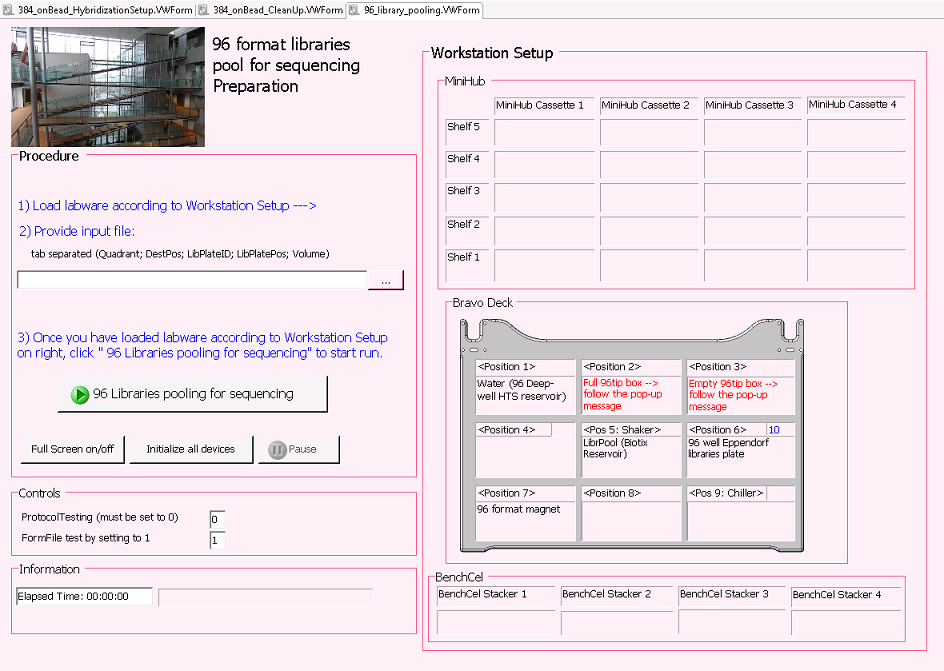 384_onBead_HybridizationSetup.VWForm 384_onBead_CleanUp.VWForm 96_library_pooling.VWForm
96 format libraries
pool for sequencing
Preparation
Procedure
1) Load labware according to Workstation Setup --->
2) Provide input file:
tab separated (Quadrant; DestPos; LibPlateID; LibPlatePos; Volume)
...
3) Once you have loaded labware according to Workstation Setup
on right, click " 96 Libraries pooling for sequencing" to start run.
96 Libraries pooling for sequencing
Full Screen on/off Initialize all devices Pause
Controls
ProtocolTesting (must be set to 0) 0
FormFile test by setting to 1 1
Information
Elapsed Time: 00:00:00
Workstation Setup
MiniHub
MiniHub Cassette 1 MiniHub Cassette 2 MiniHub Cassette 3 MiniHub Cassette 4
Shelf 5
Shelf 4
Shelf 3
Shelf 2
Shelf 1
Bravo Deck
<Position 1> <Position 2> <Position 3>
Water (96 Deep- Full 96tip box --> Empty 96tip box -->
well HTS reservoir) follow the pop-up follow the pop-up
message message
<Position 4> <Pos 5: Shaker> <Position 6> 10
LibrPool (Biotix 96 well Eppendorf
Reservoir) libraries plate
<Position 7> <Position 8> <Pos 9: Chiller>
96 format magnet
BenchCel
BenchCel Stacker 1 BenchCel Stacker 2 BenchCel Stacker 3 BenchCel Stacker 4